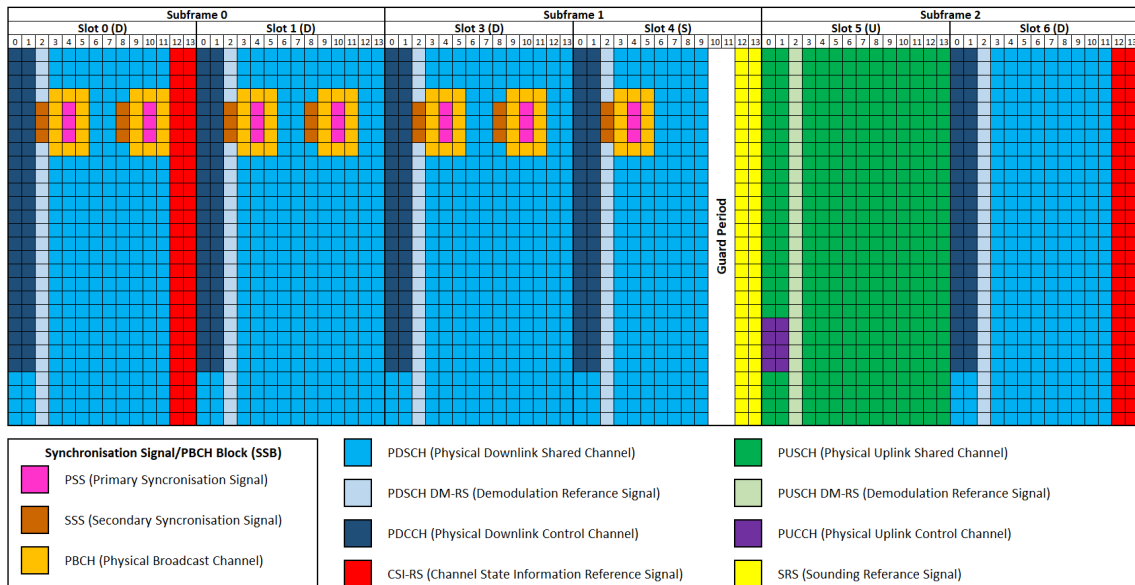 Subframe 0 Subframe 1 Subframe 2
Slot 0 (D) Slot 1 (D) Slot 3 (D) Slot 4 (S) Slot 5 (U) Slot 6 (D)
0 1 2 3 4 5 6 7 8 9 10 11 12 13 0 1 2 3 4 5 6 7 8 9 10 11 12 13 0 1 2 3 4 5 6 7 8 9 10 11 12 13 0 1 2 3 4 5 6 7 8 9 10 11 12 13 0 1 2 3 4 5 6 7 8 9 10 11 12 13 0 1 2 3 4 5 6 7 8 9 10 11 12 13
Guard Period
Synchronisation Signal/PBCH Block (SSB)
PSS (Primary Syncronisation Signal)
SSS (Secondary Syncronisation Signal)
PBCH (Physical Broadcast Channel)
PDSCH (Physical Downlink Shared Channel)
PDSCH DM-RS (Demodulation Referance Signal)
PDCCH (Physical Downlink Control Channel)
CSI-RS (Channel State Information Reference Signal)
PUSCH (Physical Uplink Shared Channel)
PUSCH DM-RS (Demodulation Referance Signal)
PUCCH (Physical Uplink Control Channel)
SRS (Sounding Referance Signal)